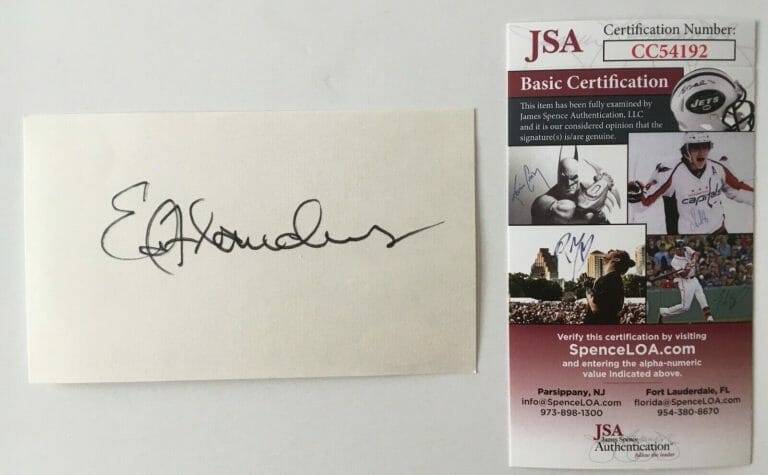 JSA
Certification Number:
CC54192
Basic Certification
This item has been fully examined by
James Spence Authentication, LLC
and it is our considered opinion that the
signature(s) is/are genuine.
JETS
capitals
Verify this certification by visiting
SpenceLOA.com
and entering the alpha-numeric
value indicated above.
Parsippany, NJ
info@SpenceLOA.com
973-898-1300
Fort Lauderdale, FL
florida@SpenceLOA.com
954-380-8670
JSA
James Spence
Authentication
follow the leader